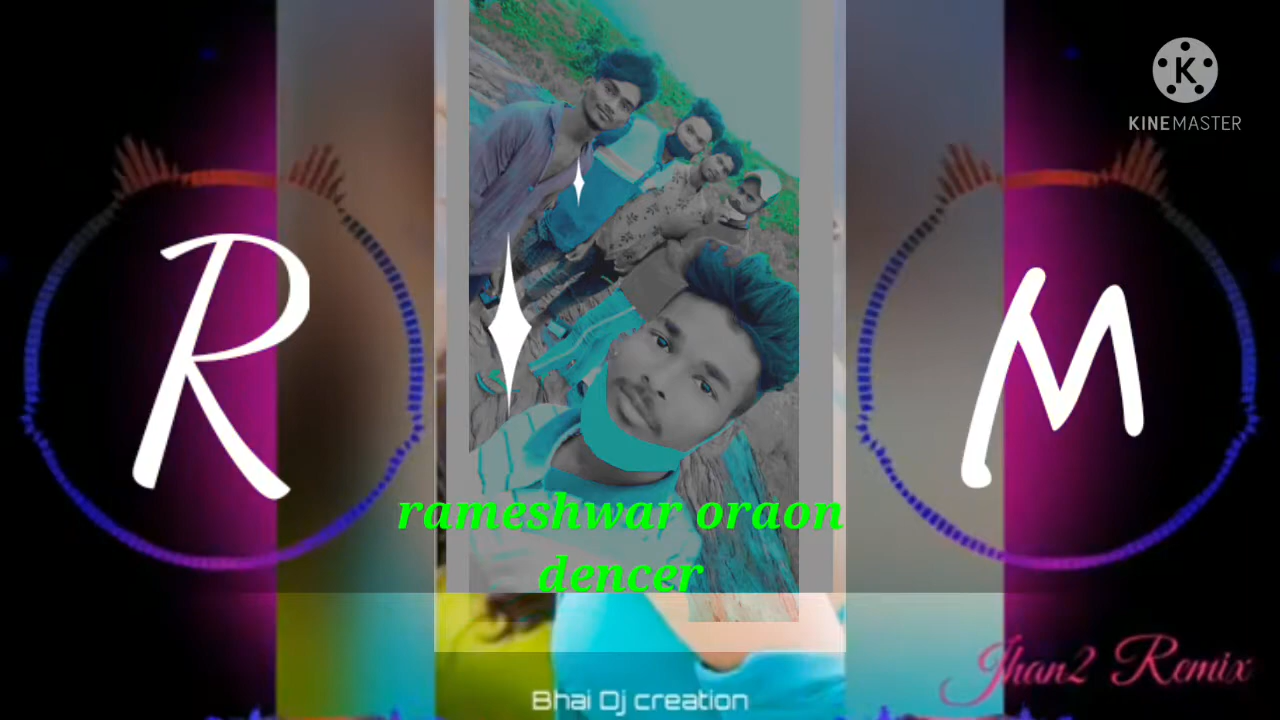 KINEMASTER
R
M
rameshwar oraon
dencer
Jhan2 Remix
Bhai Dj creation